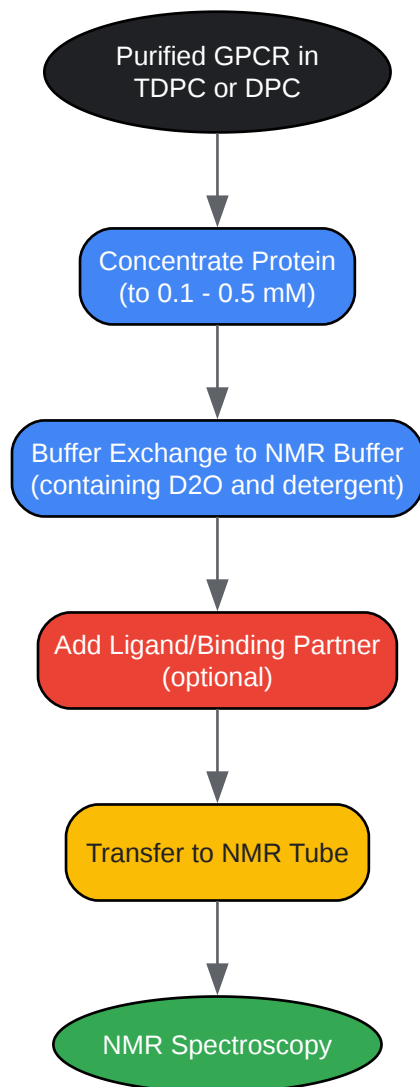 Purified GPCR in
TDPC or DPC
Concentrate Protein
(to 0.1 - 0.5 mM)
Buffer Exchange to NMR Buffer
(containing D2O and detergent)
Add Ligand/Binding Partner
(optional)
Transfer to NMR Tube
NMR Spectroscopy